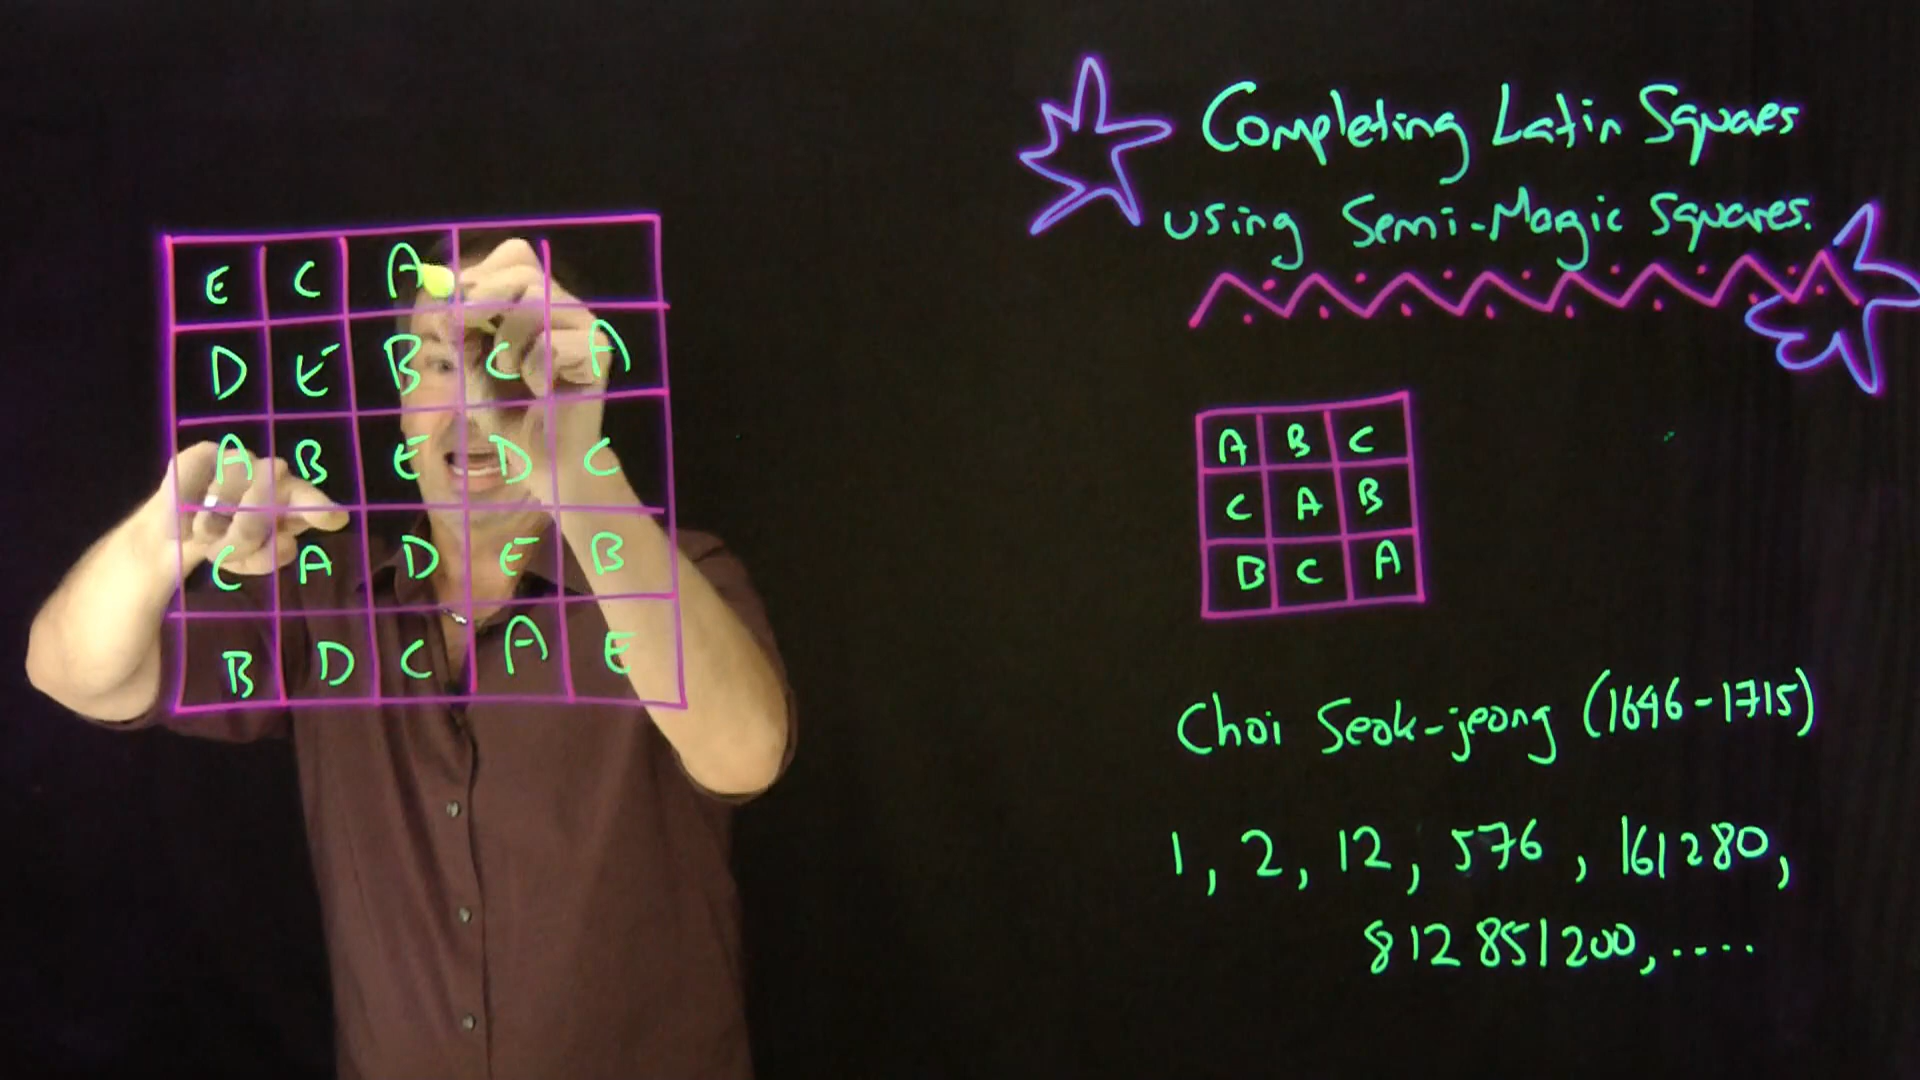 Completing Latin Squares
using Semi-Magic Squares.
E C A
D E B C A
A B E D C
C A D E B
B D C A E
A B C
C A B
B C A
Choi Seok-jeong (1646-1715)
1, 2, 12, 576, 161280,
812851200, ....